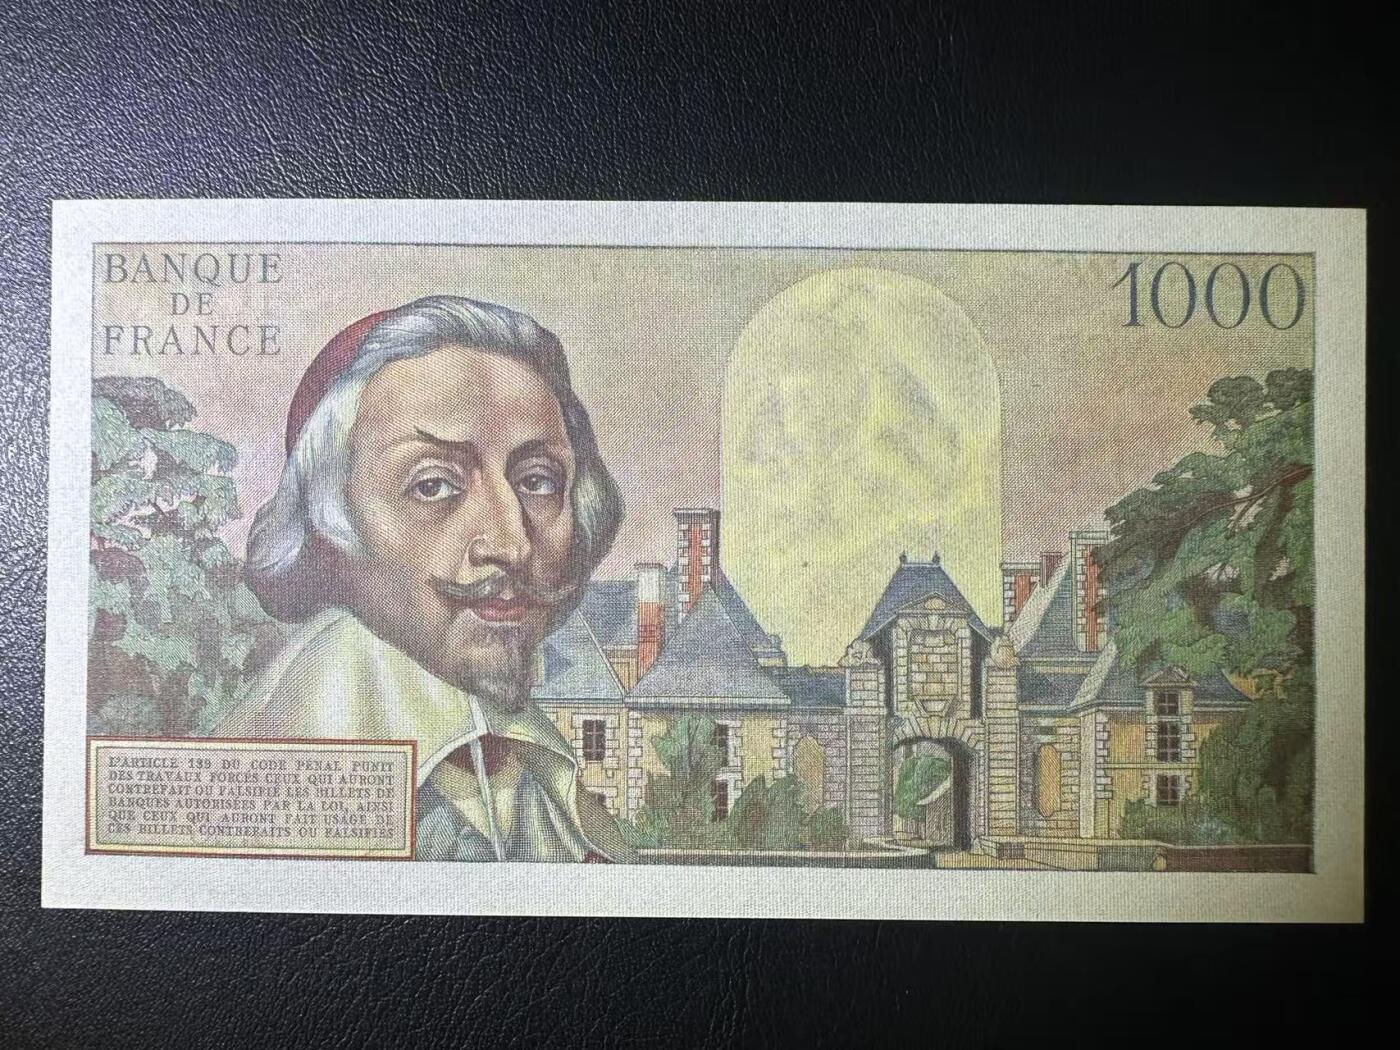 BANQUE
DE
FRANCE
1000
L'ARTICLE 139 DU CODE PÉNAL PUNIT
DES TRAVAUX FORCÉS CEUX QUI AURONT
CONTREFAIT OU FALSIFIÉ LES BILLETS DE
BANQUES AUTORISÉES PAR LA LOI, AINSI
QUE CEUX QUI AURONT FAIT USAGE DE
CES BILLETS CONTREFAITS OU FALSIFIÉS